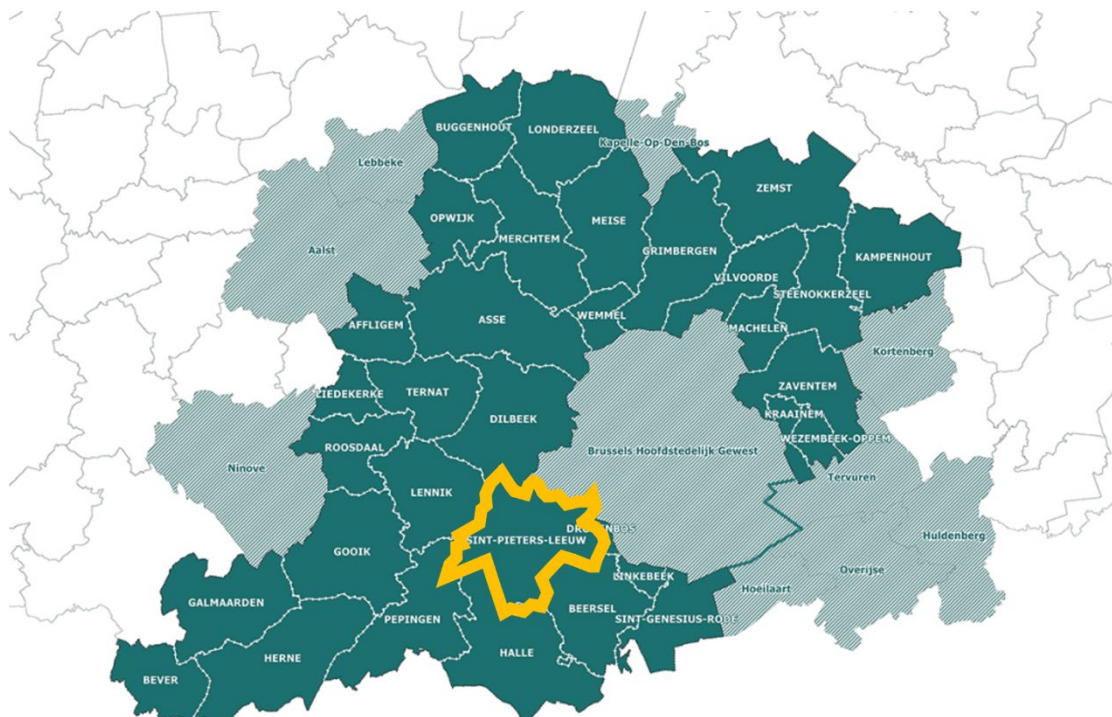 BUGGENHOUT
LONDERZEEL
Kapelle-Op-Den-Bos
Lebbeke
ZEMST
OPWIJK
MEISE
MERCHTEM
GRIMBERGEN
Aalst
KAMPENHOUT
VILVOORDE
STEENOKKERZEEL
WEMMEL
ASSE
AFFLIGEM
MACHELEN
Kortenberg
ZAVENTEM
LIEDEKERKE
TERNAT
KRAAINEM
DILBEEK
WEZEMBEEK-OPPEM
ROOSDAAL
Brussels Hoofdstedelijk Gewest
Ninove
Tervuren
LENNIK
DROGENBOS
Huldenberg
SINT-PIETERS-LEEUW
GOOIK
Overijse
LINKEBEEK
Hoeilaart
GALMAARDEN
BEERSEL
PEPINGEN
SINT-GENESIUS-RODE
HALLE
HERNE
BEVER